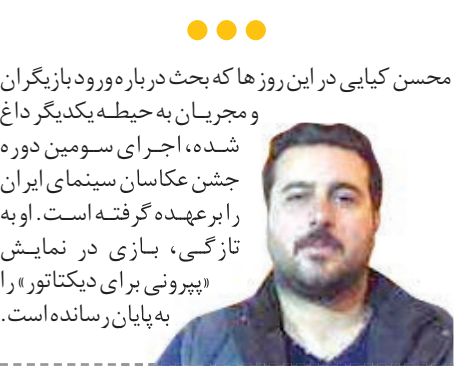 محسن کیایی در این روزها که بحث درباره ورود بازیگران
و مجریان به حیطه یکدیگر داغ
شده، اجرای سومین دوره
جشن عکاسان سینمای ایران
را برعهده گرفته است. او به
تازگی، بازی در نمایش
«پپرونی برای دیکتاتور» را
به پایان رسانده است.